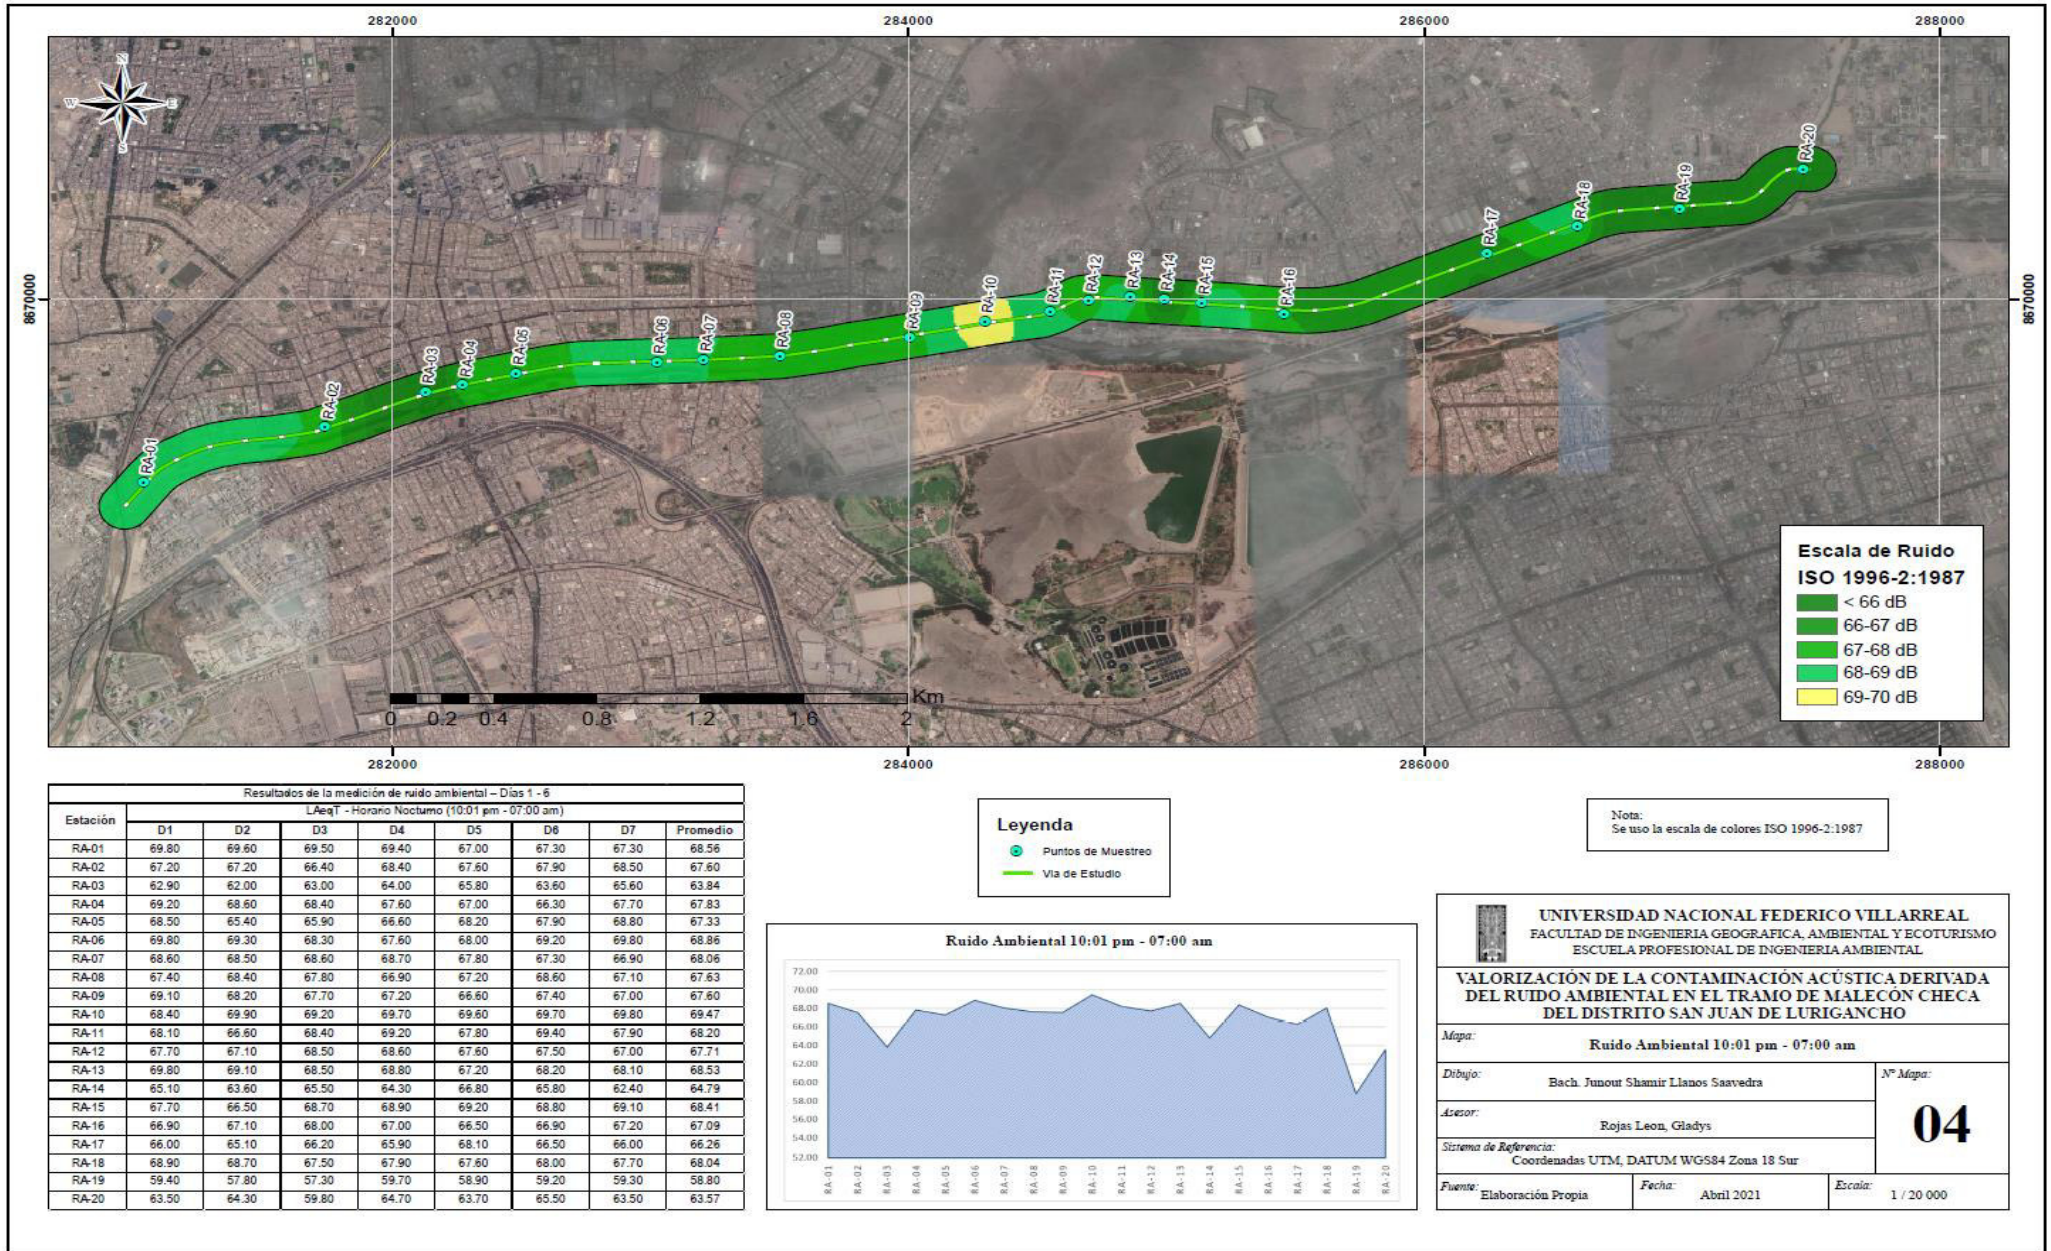 282000 284000 286000 288000
N
W E
S
8670000
8670000
RA-01
RA-02
RA-03
RA-04
RA-05
RA-06
RA-07
RA-08
RA-09
RA-10
RA-11
RA-12
RA-13
RA-14
RA-15
RA-16
RA-17
RA-18
RA-19
RA-20
Escala de Ruido
ISO 1996-2:1987
< 66 dB
66-67 dB
67-68 dB
68-69 dB
69-70 dB
Km
0 0.2 0.4 0.8 1.2 1.6 2
282000 284000 286000 288000
Resultados de la medición de ruido ambiental – Días 1 - 6
Estación LAeqT - Horario Nocturno (10:01 pm - 07:00 am)
D1 D2 D3 D4 D5 D6 D7 Promedio
RA-01 69.80 69.60 69.50 69.40 67.00 67.30 67.30 68.56
RA-02 67.20 67.20 66.40 68.40 67.60 67.90 68.50 67.60
RA-03 62.90 62.00 63.00 64.00 65.80 63.60 65.60 63.84
RA-04 69.20 68.60 68.40 67.60 67.00 66.30 67.70 67.83
RA-05 68.50 65.40 65.90 66.60 68.20 67.90 68.80 67.33
RA-06 69.80 69.30 68.30 67.60 68.00 69.20 69.80 68.86
RA-07 68.60 68.50 68.60 68.70 67.80 67.30 66.90 68.06
RA-08 67.40 68.40 67.80 66.90 67.20 68.60 67.10 67.63
RA-09 69.10 68.20 67.70 67.20 66.60 67.40 67.00 67.60
RA-10 68.40 69.90 69.20 69.70 69.60 69.70 69.80 69.47
RA-11 68.10 66.60 68.40 69.20 67.80 69.40 67.90 68.20
RA-12 67.70 67.10 68.50 68.60 67.60 67.50 67.00 67.71
RA-13 69.80 69.10 68.50 68.80 67.20 68.20 68.10 68.53
RA-14 65.10 63.60 65.50 64.30 66.80 65.80 62.40 64.79
RA-15 67.70 66.50 68.70 68.90 69.20 68.80 69.10 68.41
RA-16 66.90 67.10 68.00 67.00 66.50 66.90 67.20 67.09
RA-17 66.00 65.10 66.20 65.90 68.10 66.50 66.00 66.26
RA-18 68.90 68.70 67.50 67.90 67.60 68.00 67.70 68.04
RA-19 59.40 57.80 57.30 59.70 58.90 59.20 59.30 58.80
RA-20 63.50 64.30 59.80 64.70 63.70 65.50 63.50 63.57
Leyenda
Puntos de Muestreo
Via de Estudio
Ruido Ambiental 10:01 pm - 07:00 am
72.00
70.00
68.00
66.00
64.00
62.00
60.00
58.00
56.00
54.00
52.00
RA-01 RA-02 RA-03 RA-04 RA-05 RA-06 RA-07 RA-08 RA-09 RA-10 RA-11 RA-12 RA-13 RA-14 RA-15 RA-16 RA-17 RA-18 RA-19 RA-20
Nota:
Se uso la escala de colores ISO 1996-2:1987
UNIVERSIDAD NACIONAL FEDERICO VILLARREAL
FACULTAD DE INGENIERIA GEOGRAFICA, AMBIENTAL Y ECOTURISMO
ESCUELA PROFESIONAL DE INGENIERIA AMBIENTAL
VALORIZACIÓN DE LA CONTAMINACIÓN ACÚSTICA DERIVADA
DEL RUIDO AMBIENTAL EN EL TRAMO DE MALECÓN CHECA
DEL DISTRITO SAN JUAN DE LURIGANCHO
Mapa:
Ruido Ambiental 10:01 pm - 07:00 am
Dibujo:
Bach. Junout Shamir Llanos Saavedra
Nº Mapa:
04
Asesor:
Rojas Leon, Gladys
Sistema de Referencia:
Coordenadas UTM, DATUM WGS84 Zona 18 Sur
Fuente: Elaboración Propia
Fecha: Abril 2021
Escala: 1 / 20 000